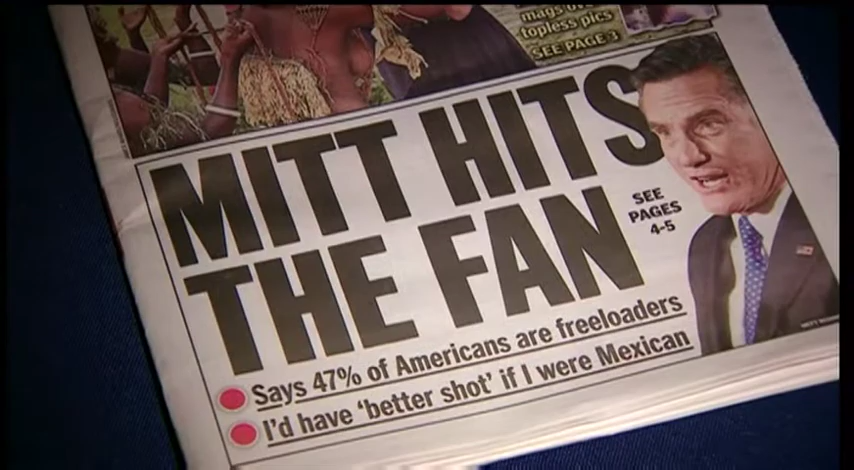 mags over
topless pics
SEE PAGE 3
MITT HITS
THE FAN
SEE
PAGES
4-5
Says 47% of Americans are freeloaders
I'd have 'better shot' if I were Mexican